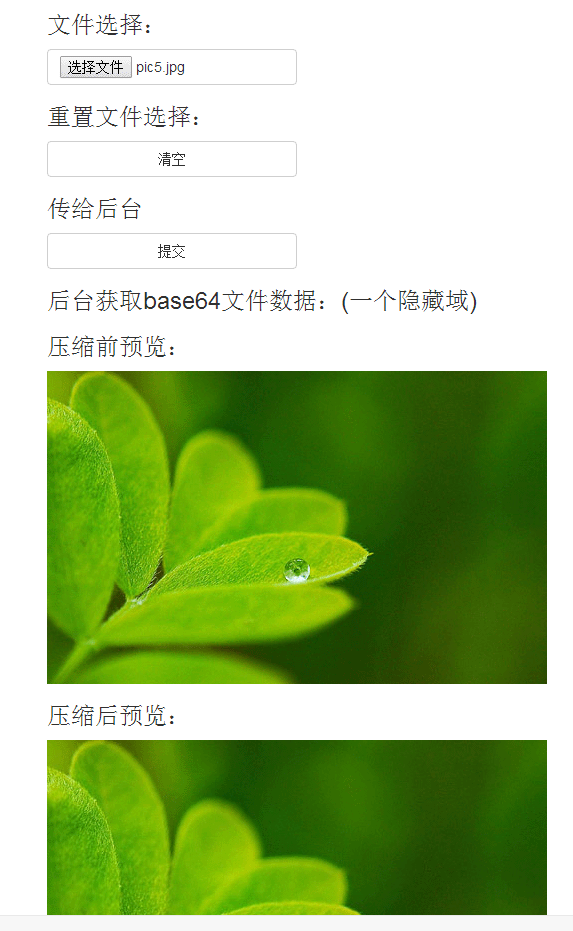 文件选择：
选择文件 pic5.jpg
重置文件选择：
清空
传给后台
提交
后台获取base64文件数据：(一个隐藏域)
压缩前预览：
压缩后预览：